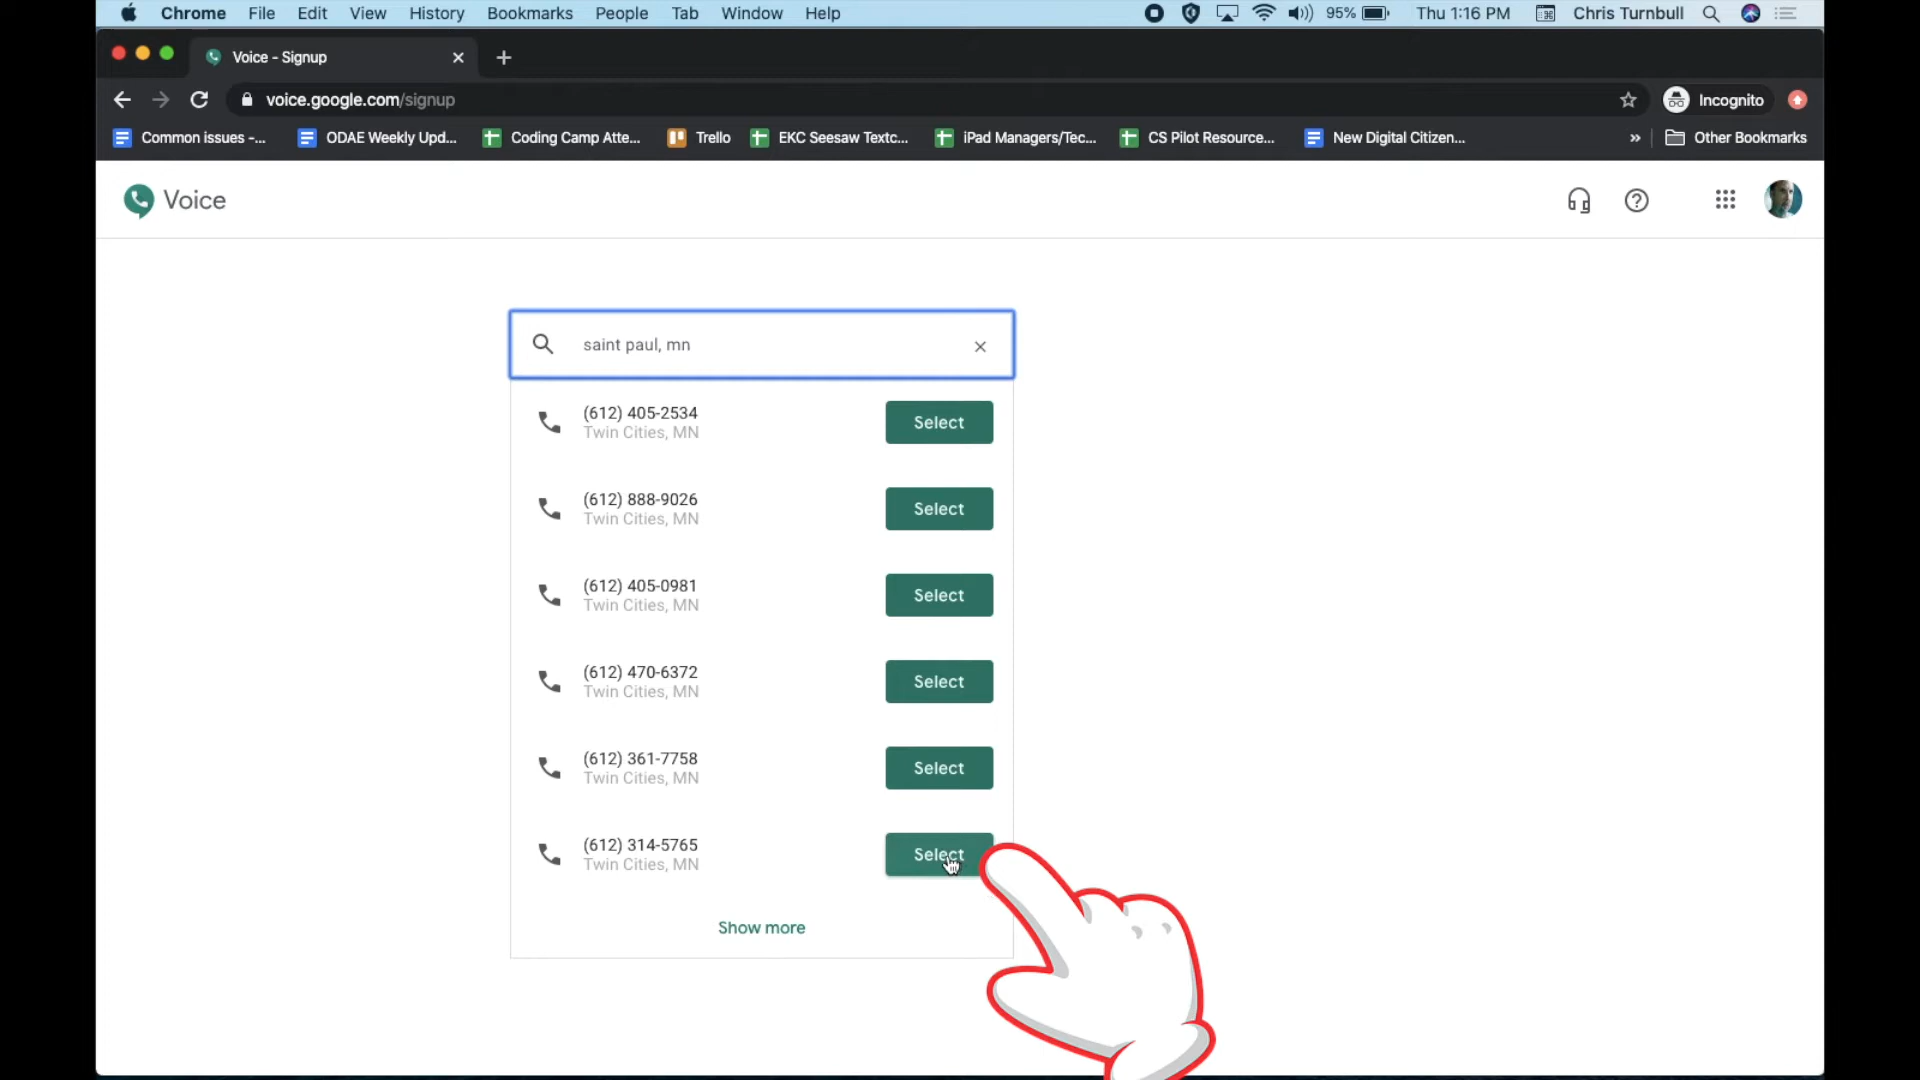 Chrome File Edit View History Bookmarks People Tab Window Help 95% Thu 1:16 PM Chris Turnbull
Voice - Signup
voice.google.com/signup Incognito
Common issues -... ODAE Weekly Upd... Coding Camp Atte... Trello EKC Seesaw Textc... iPad Managers/Tec... CS Pilot Resource... New Digital Citizen... » Other Bookmarks
Voice
saint paul, mn
(612) 405-2534
Twin Cities, MN
Select
(612) 888-9026
Twin Cities, MN
Select
(612) 405-0981
Twin Cities, MN
Select
(612) 470-6372
Twin Cities, MN
Select
(612) 361-7758
Twin Cities, MN
Select
(612) 314-5765
Twin Cities, MN
Select
Show more